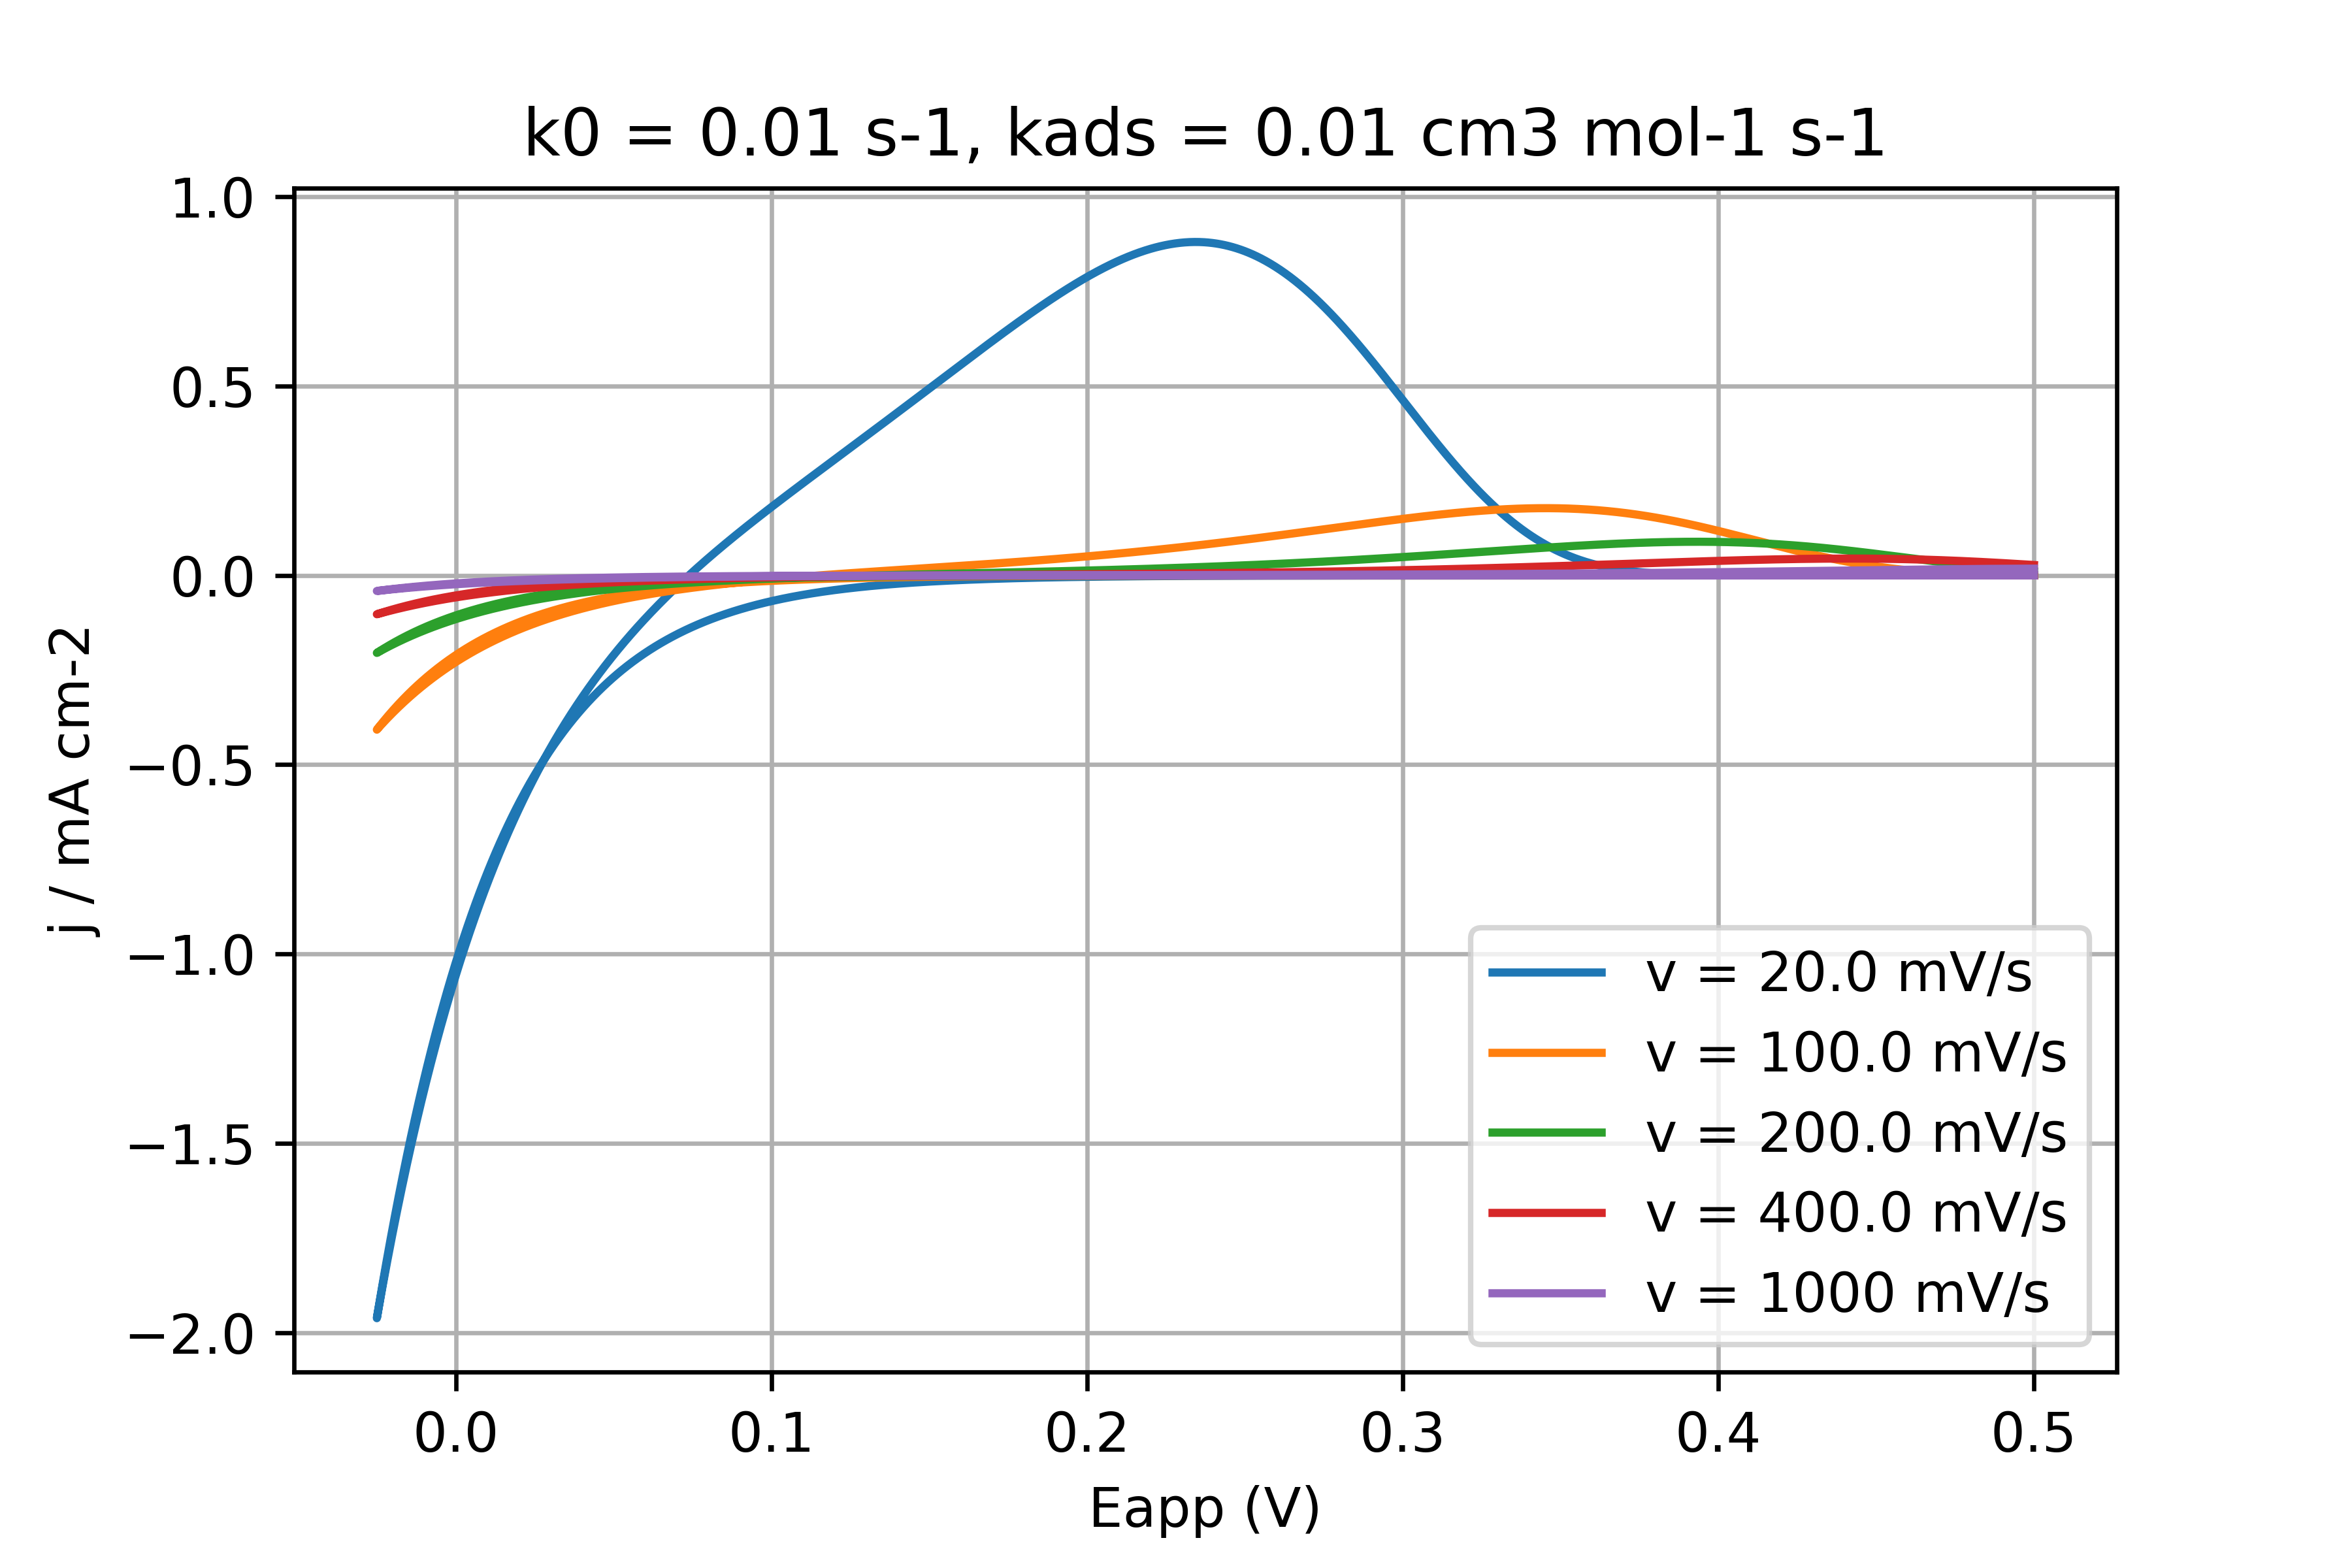 k0 = 0.01 s-1, kads = 0.01 cm3 mol-1 s-1
j / mA cm-2
1.0
0.5
0.0
−0.5
−1.0
−1.5
−2.0
0.0 0.1 0.2 0.3 0.4 0.5
Eapp (V)
v = 20.0 mV/s
v = 100.0 mV/s
v = 200.0 mV/s
v = 400.0 mV/s
v = 1000 mV/s